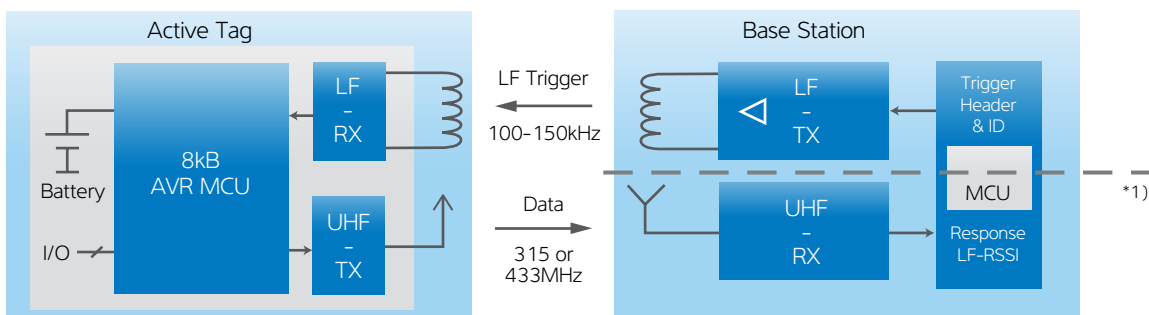 Active Tag
Battery
I/O
8kB
AVR MCU
LF
-
RX
UHF
-
TX
LF Trigger
100-150kHz
Data
315 or
433MHz
Base Station
LF
-
TX
UHF
-
RX
Trigger
Header
& ID
MCU
Response
LF-RSSI
*1)